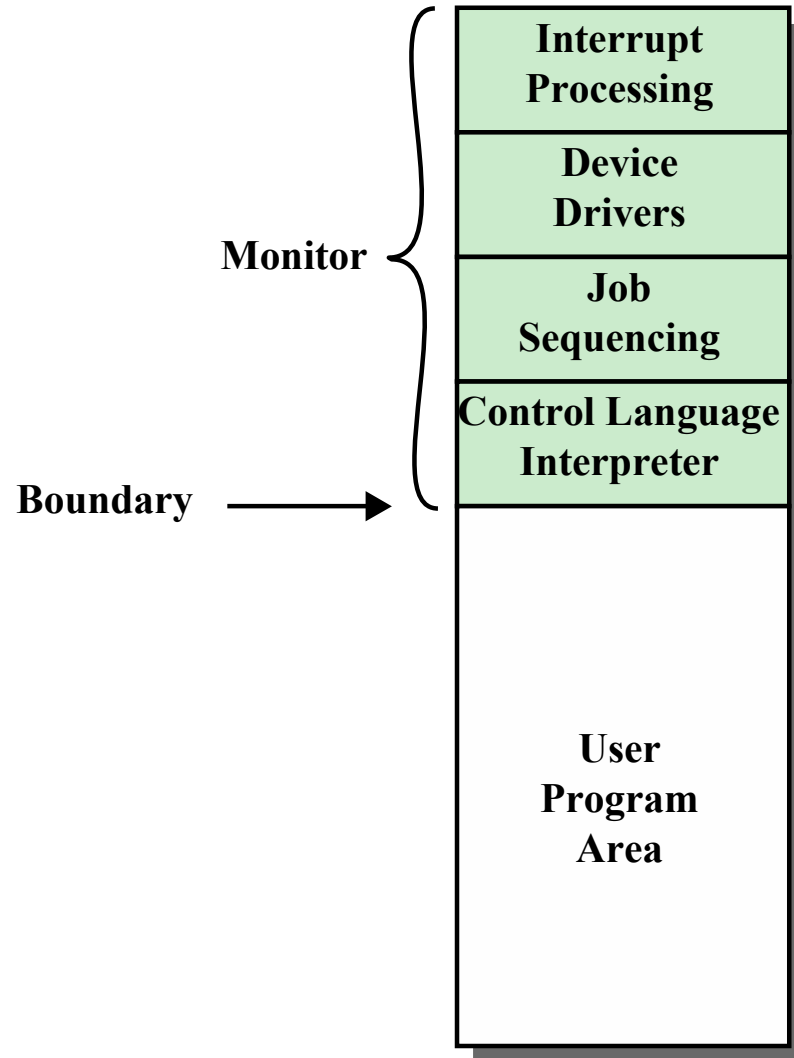 Interrupt
Processing
Device
Drivers
Monitor
Job
Sequencing
Control Language
Interpreter
Boundary
User
Program
Area